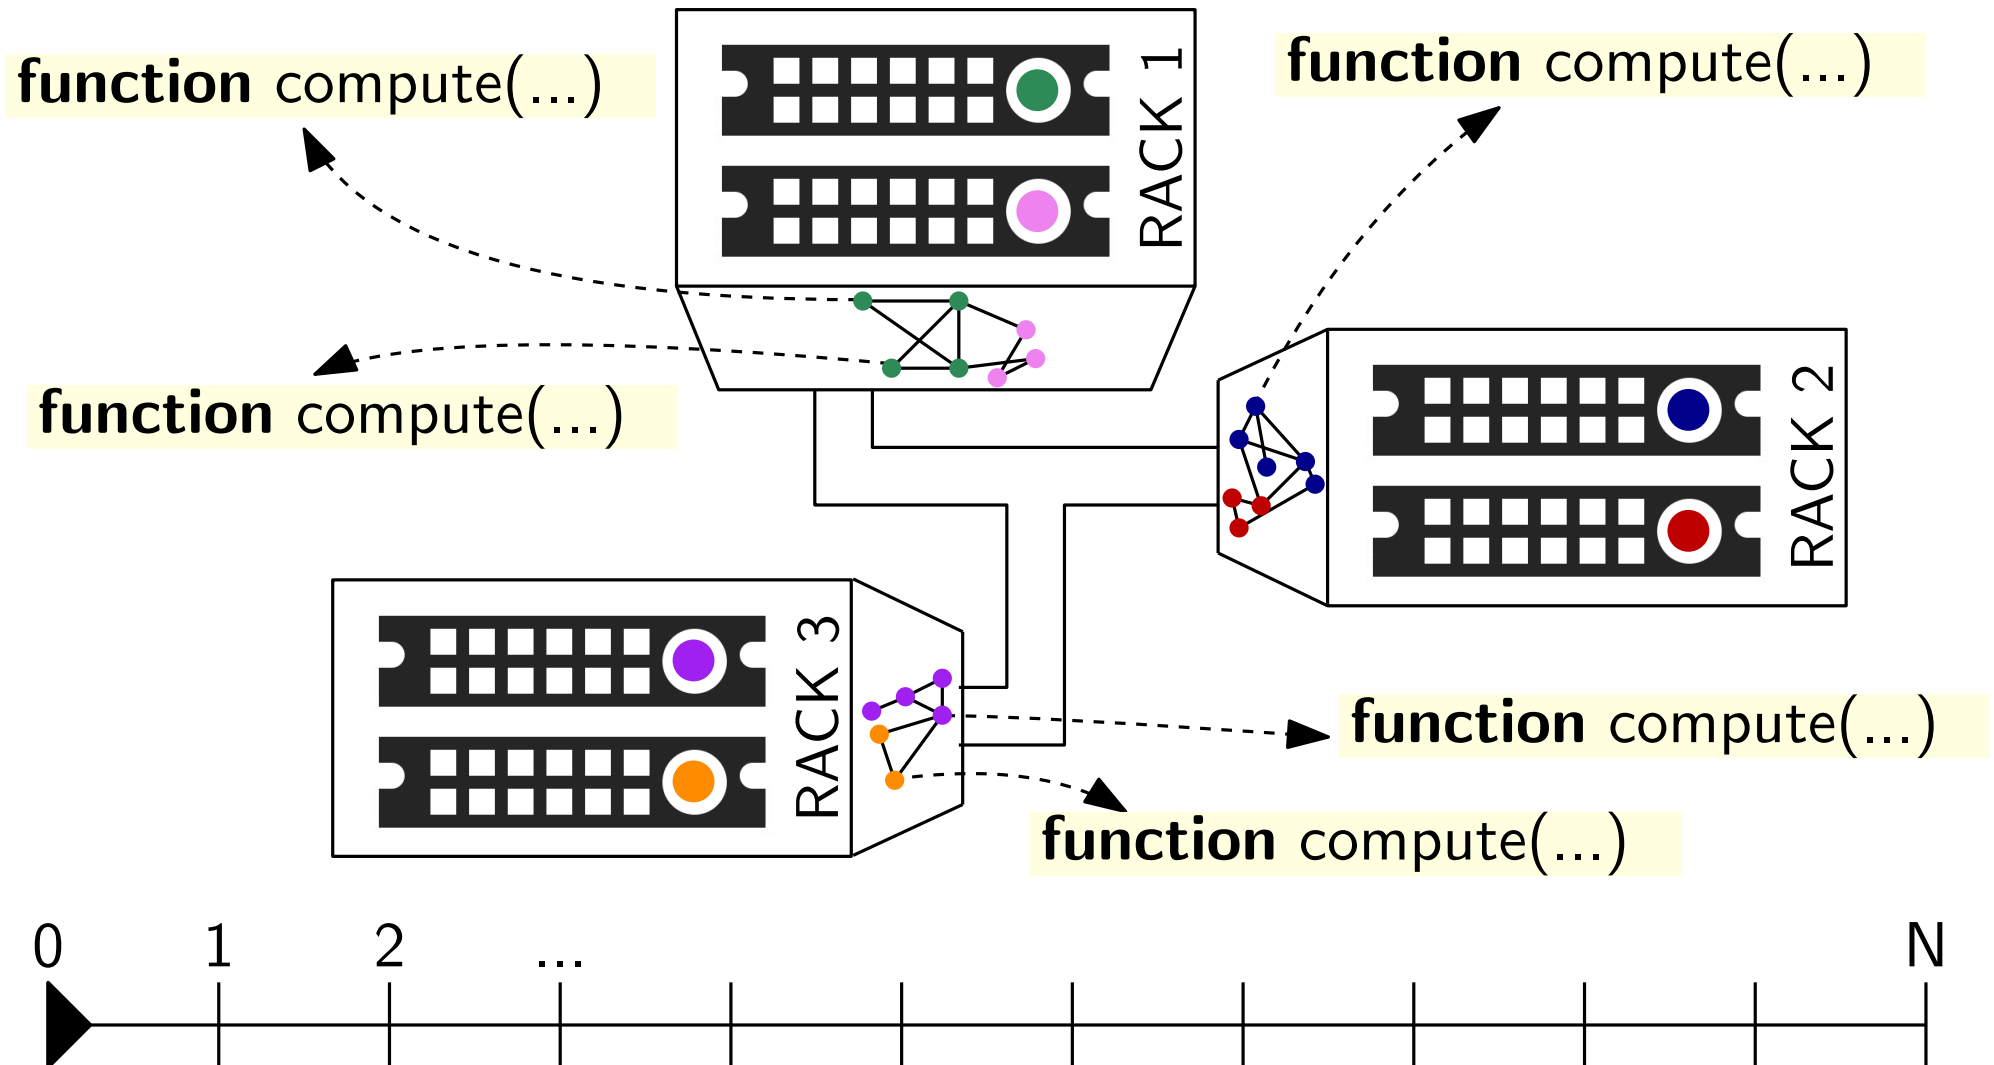 function compute(...)
RACK 1
function compute(...)
function compute(...)
RACK 2
RACK 3
function compute(...)
function compute(...)
0 1 2 ... N